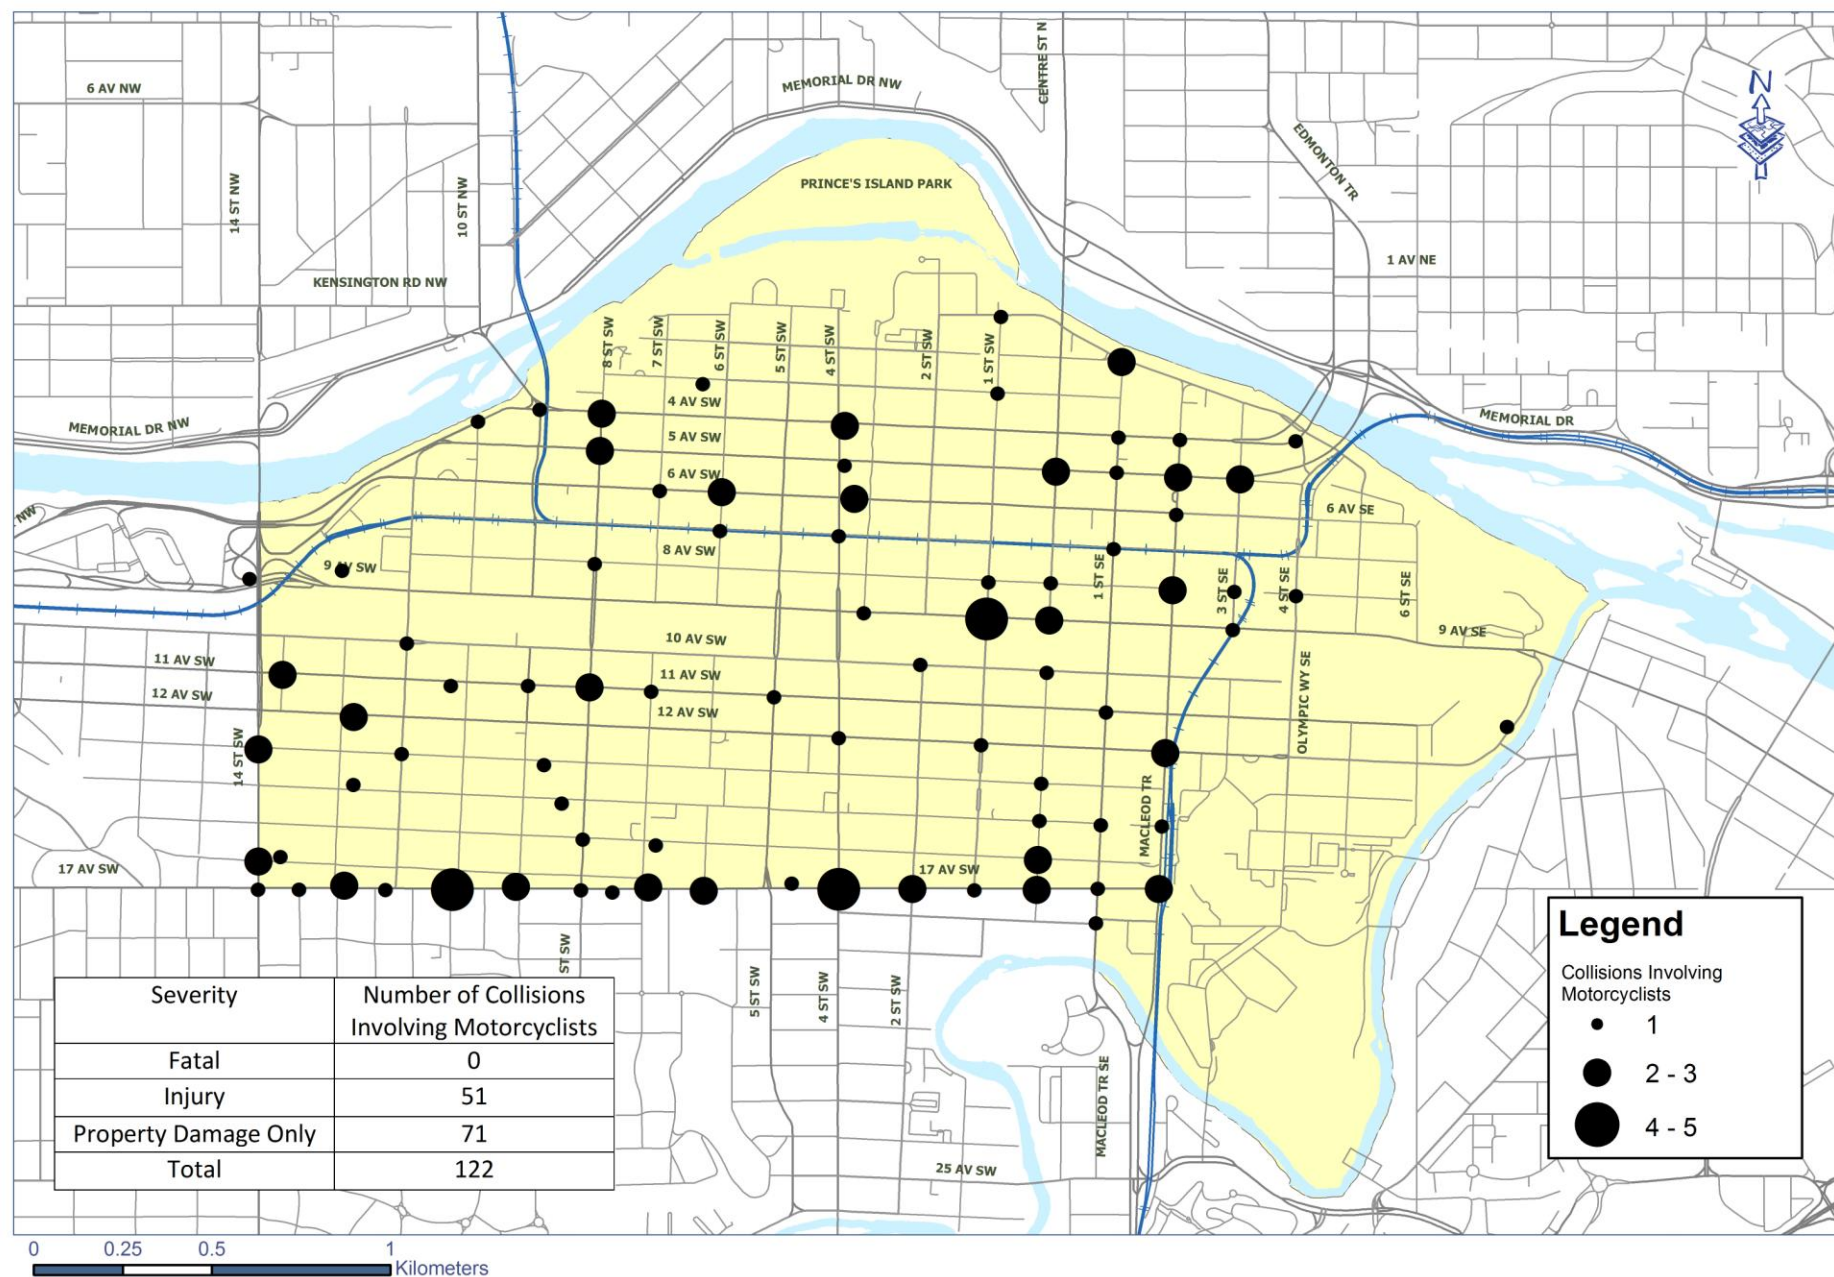 6 AV NW
MEMORIAL DR NW
CENTRE ST N
N
EDMONTON TR
14 ST NW
10 ST NW
PRINCE'S ISLAND PARK
1 AV NE
KENSINGTON RD NW
8 ST SW
7 ST SW
6 ST SW
5 ST SW
4 ST SW
2 ST SW
1 ST SW
4 AV SW
MEMORIAL DR NW
MEMORIAL DR
5 AV SW
6 AV SW
NW
6 AV SE
8 AV SW
9 AV SW
1 ST SE
3 ST SE
4 ST SE
6 ST SE
9 AV SE
10 AV SW
11 AV SW
11 AV SW
12 AV SW
12 AV SW
OLYMPIC WY SE
14 ST SW
MACLEOD TR
17 AV SW
17 AV SW
ST SW
5 ST SW
4 ST SW
2 ST SW
MACLEOD TR SE
25 AV SW
Severity Number of Collisions
Involving Motorcyclists
Fatal 0
Injury 51
Property Damage Only 71
Total 122
Legend
Collisions Involving
Motorcyclists
1
2 - 3
4 - 5
0 0.25 0.5 1
Kilometers